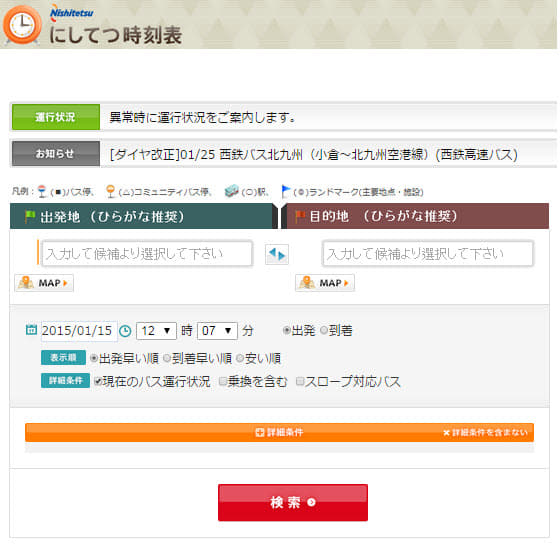 Nishitetsu
にしてつ時刻表
運行状況 異常時に運行状況をご案内します。
お知らせ [ダイヤ改正]01/25 西鉄バス北九州（小倉～北九州空港線）(西鉄高速バス)
凡例： (■)バス停、 (△)コミュニティバス停、 (○)駅、 (◎)ランドマーク(主要地点・施設)
出発地 （ひらがな推奨） 目的地 （ひらがな推奨）
入力して候補より選択して下さい 入力して候補より選択して下さい
MAP MAP
2015/01/15 12 時 07 分 出発 到着
表示順 出発早い順 到着早い順 安い順
詳細条件 現在のバス運行状況 乗換を含む スロープ対応バス
詳細条件 ×詳細条件を含まない
検索